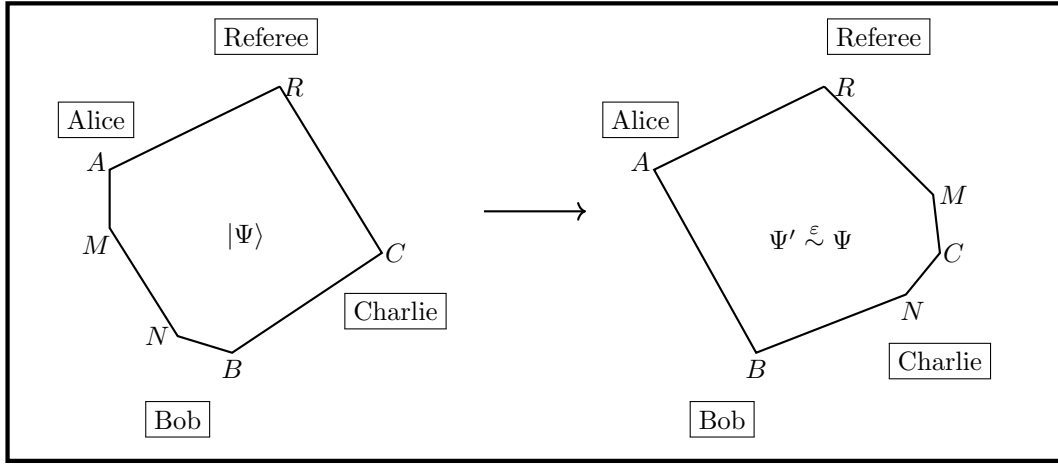 Referee
Referee
R
R
Alice
Alice
A
A
M
M
|Ψ⟩
Ψ′ ε∼ Ψ
C
C
Charlie
N
N
Charlie
B
B
Bob
Bob